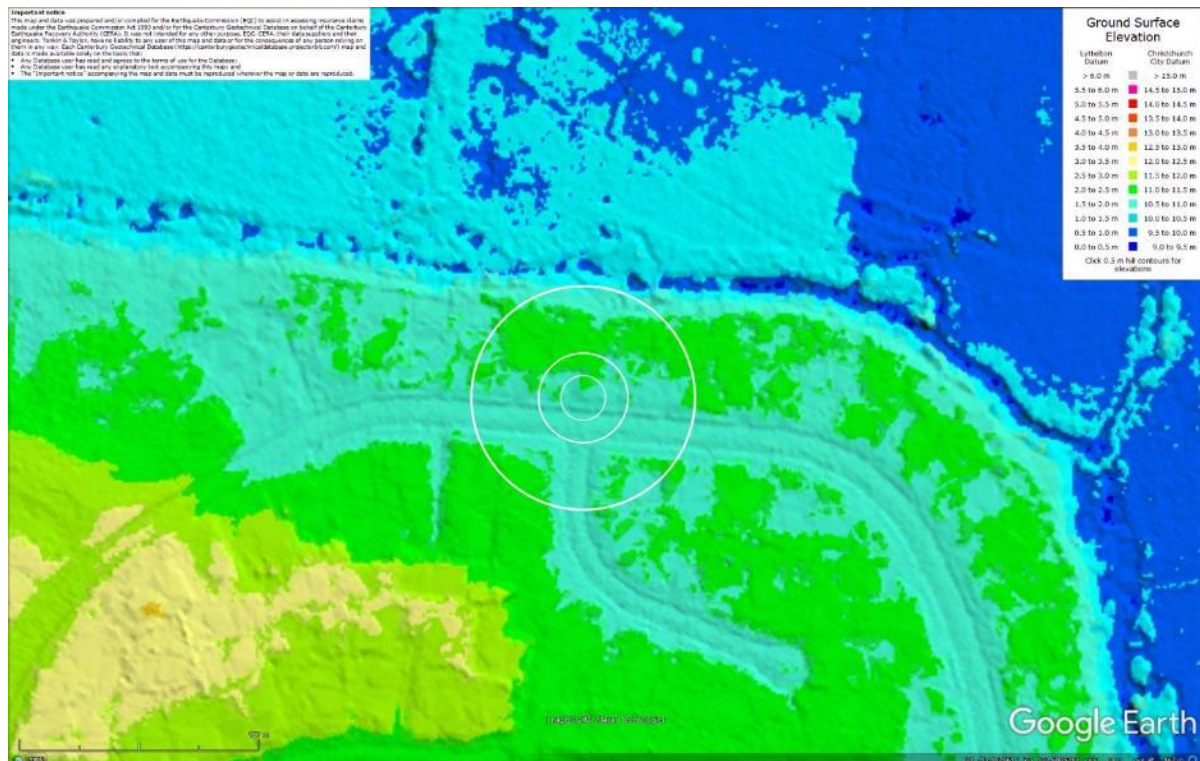 Important notice
This map and data was prepared and/or compiled for the Earthquake Commission (EQC) to assist in assessing insurance claims
made under the Earthquake Commission Act 1993 and/or for the Canterbury Geotechnical Database on behalf of the Canterbury
Earthquake Recovery Authority (CERA). It was not intended for any other purpose. EQC, CERA, their data suppliers and their
engineers, Tonkin & Taylor, have no liability to any user of this map and data or for the consequences of any person relying on
them in any way. Each Canterbury Geotechnical Database (https://canterburygeotechnicaldatabase.projectorbit.com/) map and
data is made available solely on the basis that:
• Any Database user has read and agrees to the terms of use for the Database;
• Any Database user has read any explanatory text accompanying this map; and
• The "Important notice" accompanying the map and data must be reproduced wherever the map or data are reproduced.
Ground Surface
Elevation
Lyttelton Datum Christchurch City Datum
> 6.0 m > 15.0 m
5.5 to 6.0 m 14.5 to 15.0 m
5.0 to 5.5 m 14.0 to 14.5 m
4.5 to 5.0 m 13.5 to 14.0 m
4.0 to 4.5 m 13.0 to 13.5 m
3.5 to 4.0 m 12.5 to 13.0 m
3.0 to 3.5 m 12.0 to 12.5 m
2.5 to 3.0 m 11.5 to 12.0 m
2.0 to 2.5 m 11.0 to 11.5 m
1.5 to 2.0 m 10.5 to 11.0 m
1.0 to 1.5 m 10.0 to 10.5 m
0.5 to 1.0 m 9.5 to 10.0 m
0.0 to 0.5 m 9.0 to 9.5 m
Click 0.5 m hill contours for
elevations
Google Earth